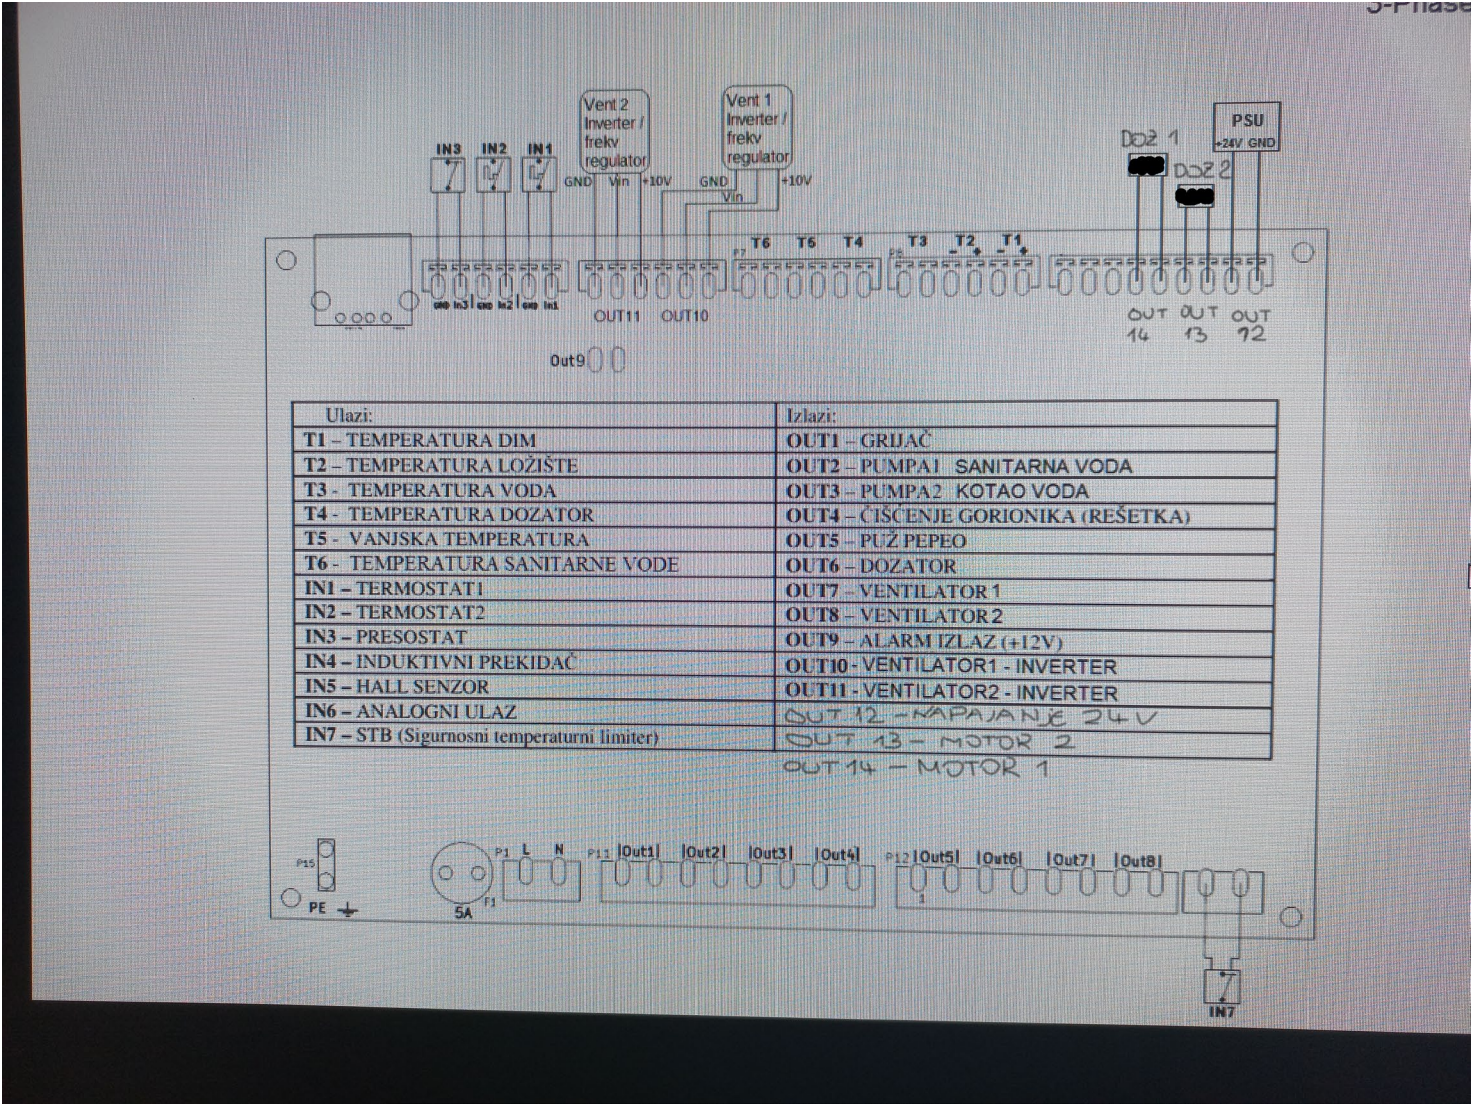 3-Phase
Vent 2
Inverter /
frekv
regulator
Vent 1
Inverter /
frekv
regulator
PSU
+24V GND
DOZ 1
DOZ 2
IN3 IN2 IN1
GND Vin +10V
GND Vin +10V
P7 T6 T5 T4
T3 T2 T1
- + - +
GND In3 GND In2 GND In1
OUT11 OUT10
OUT 14
OUT 13
OUT 12
Out9
Ulazi:
T1 – TEMPERATURA DIM
T2 – TEMPERATURA LOŽIŠTE
T3 - TEMPERATURA VODA
T4 - TEMPERATURA DOZATOR
T5 - VANJSKA TEMPERATURA
T6 - TEMPERATURA SANITARNE VODE
IN1 – TERMOSTAT1
IN2 – TERMOSTAT2
IN3 – PRESOSTAT
IN4 – INDUKTIVNI PREKIDAČ
IN5 – HALL SENZOR
IN6 – ANALOGNI ULAZ
IN7 – STB (Sigurnosni temperaturni limiter)
Izlazi:
OUT1 – GRIJAČ
OUT2 – PUMPA1 SANITARNA VODA
OUT3 – PUMPA2 KOTAO VODA
OUT4 – ČIŠĆENJE GORIONIKA (REŠETKA)
OUT5 – PUŽ PEPEO
OUT6 – DOZATOR
OUT7 – VENTILATOR 1
OUT8 – VENTILATOR 2
OUT9 – ALARM IZLAZ (+12V)
OUT10 - VENTILATOR1 - INVERTER
OUT11 - VENTILATOR2 - INVERTER
OUT 12 – NAPAJANJE 24V
OUT 13 – MOTOR 2
OUT 14 – MOTOR 1
P15
PE
5A
F1
P1 L N
P11 |Out1| |Out2| |Out3| |Out4|
P12 |Out5| |Out6| |Out7| |Out8|
1
IN7